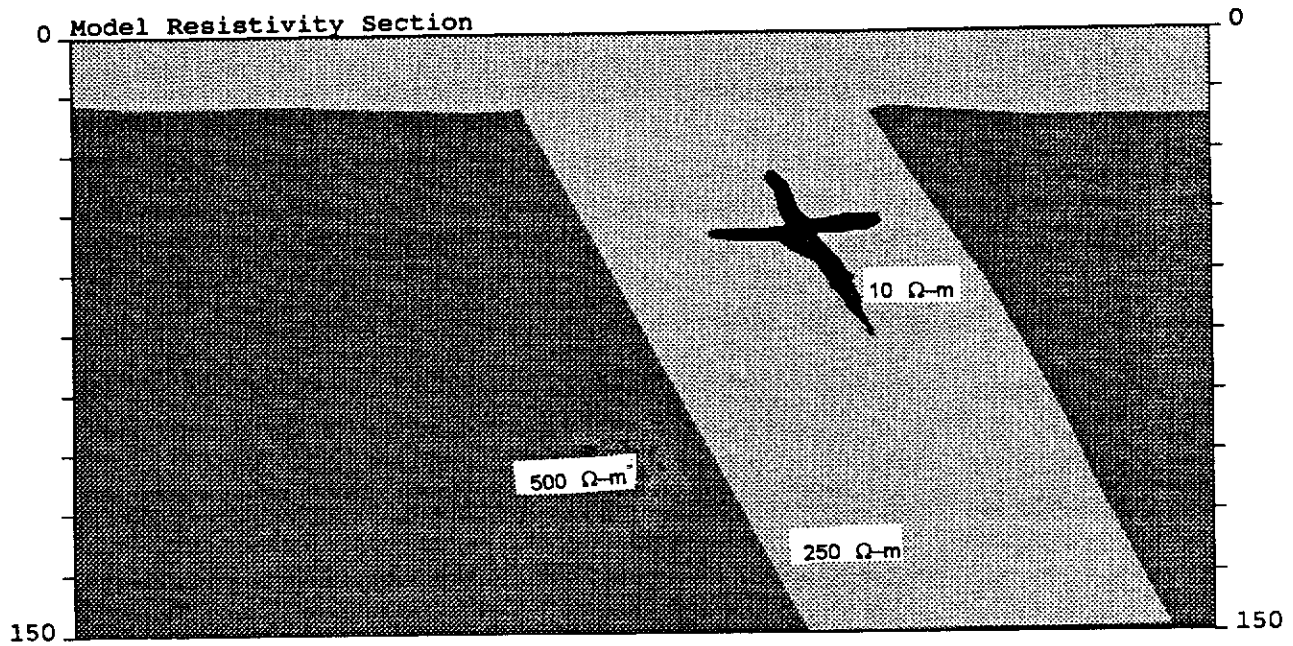 Model Resistivity Section
0
0
10 Ω-m
500 Ω-m
250 Ω-m
150
150